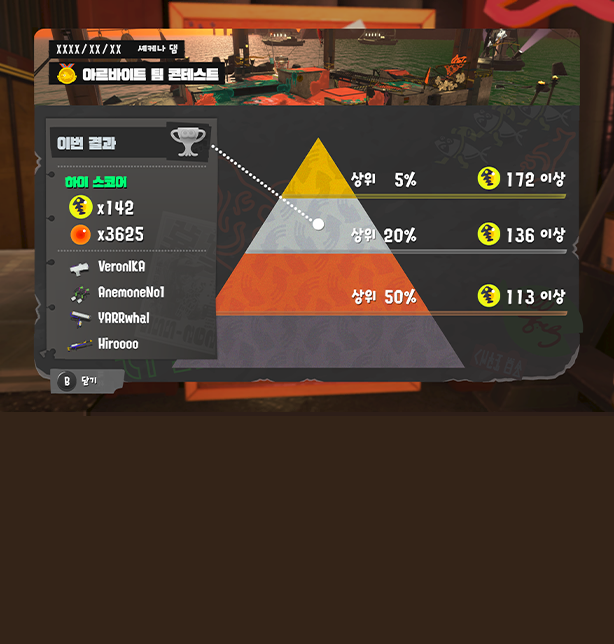 XXXX/XX/XX 세케나 댐
아르바이트 팀 콘테스트
이번 결과
하이 스코어
x142
x3625
VeronIKA
AnemoneNo1
YARRwhal
Hiroooo
상위 5% 172 이상
상위 20% 136 이상
상위 50% 113 이상
B 닫기